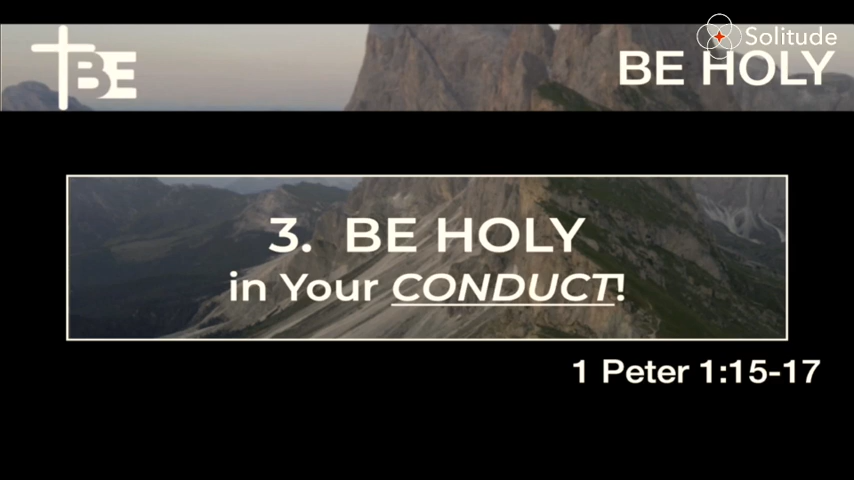 BE
Solitude
BE HOLY
3. BE HOLY
in Your CONDUCT!
1 Peter 1:15-17